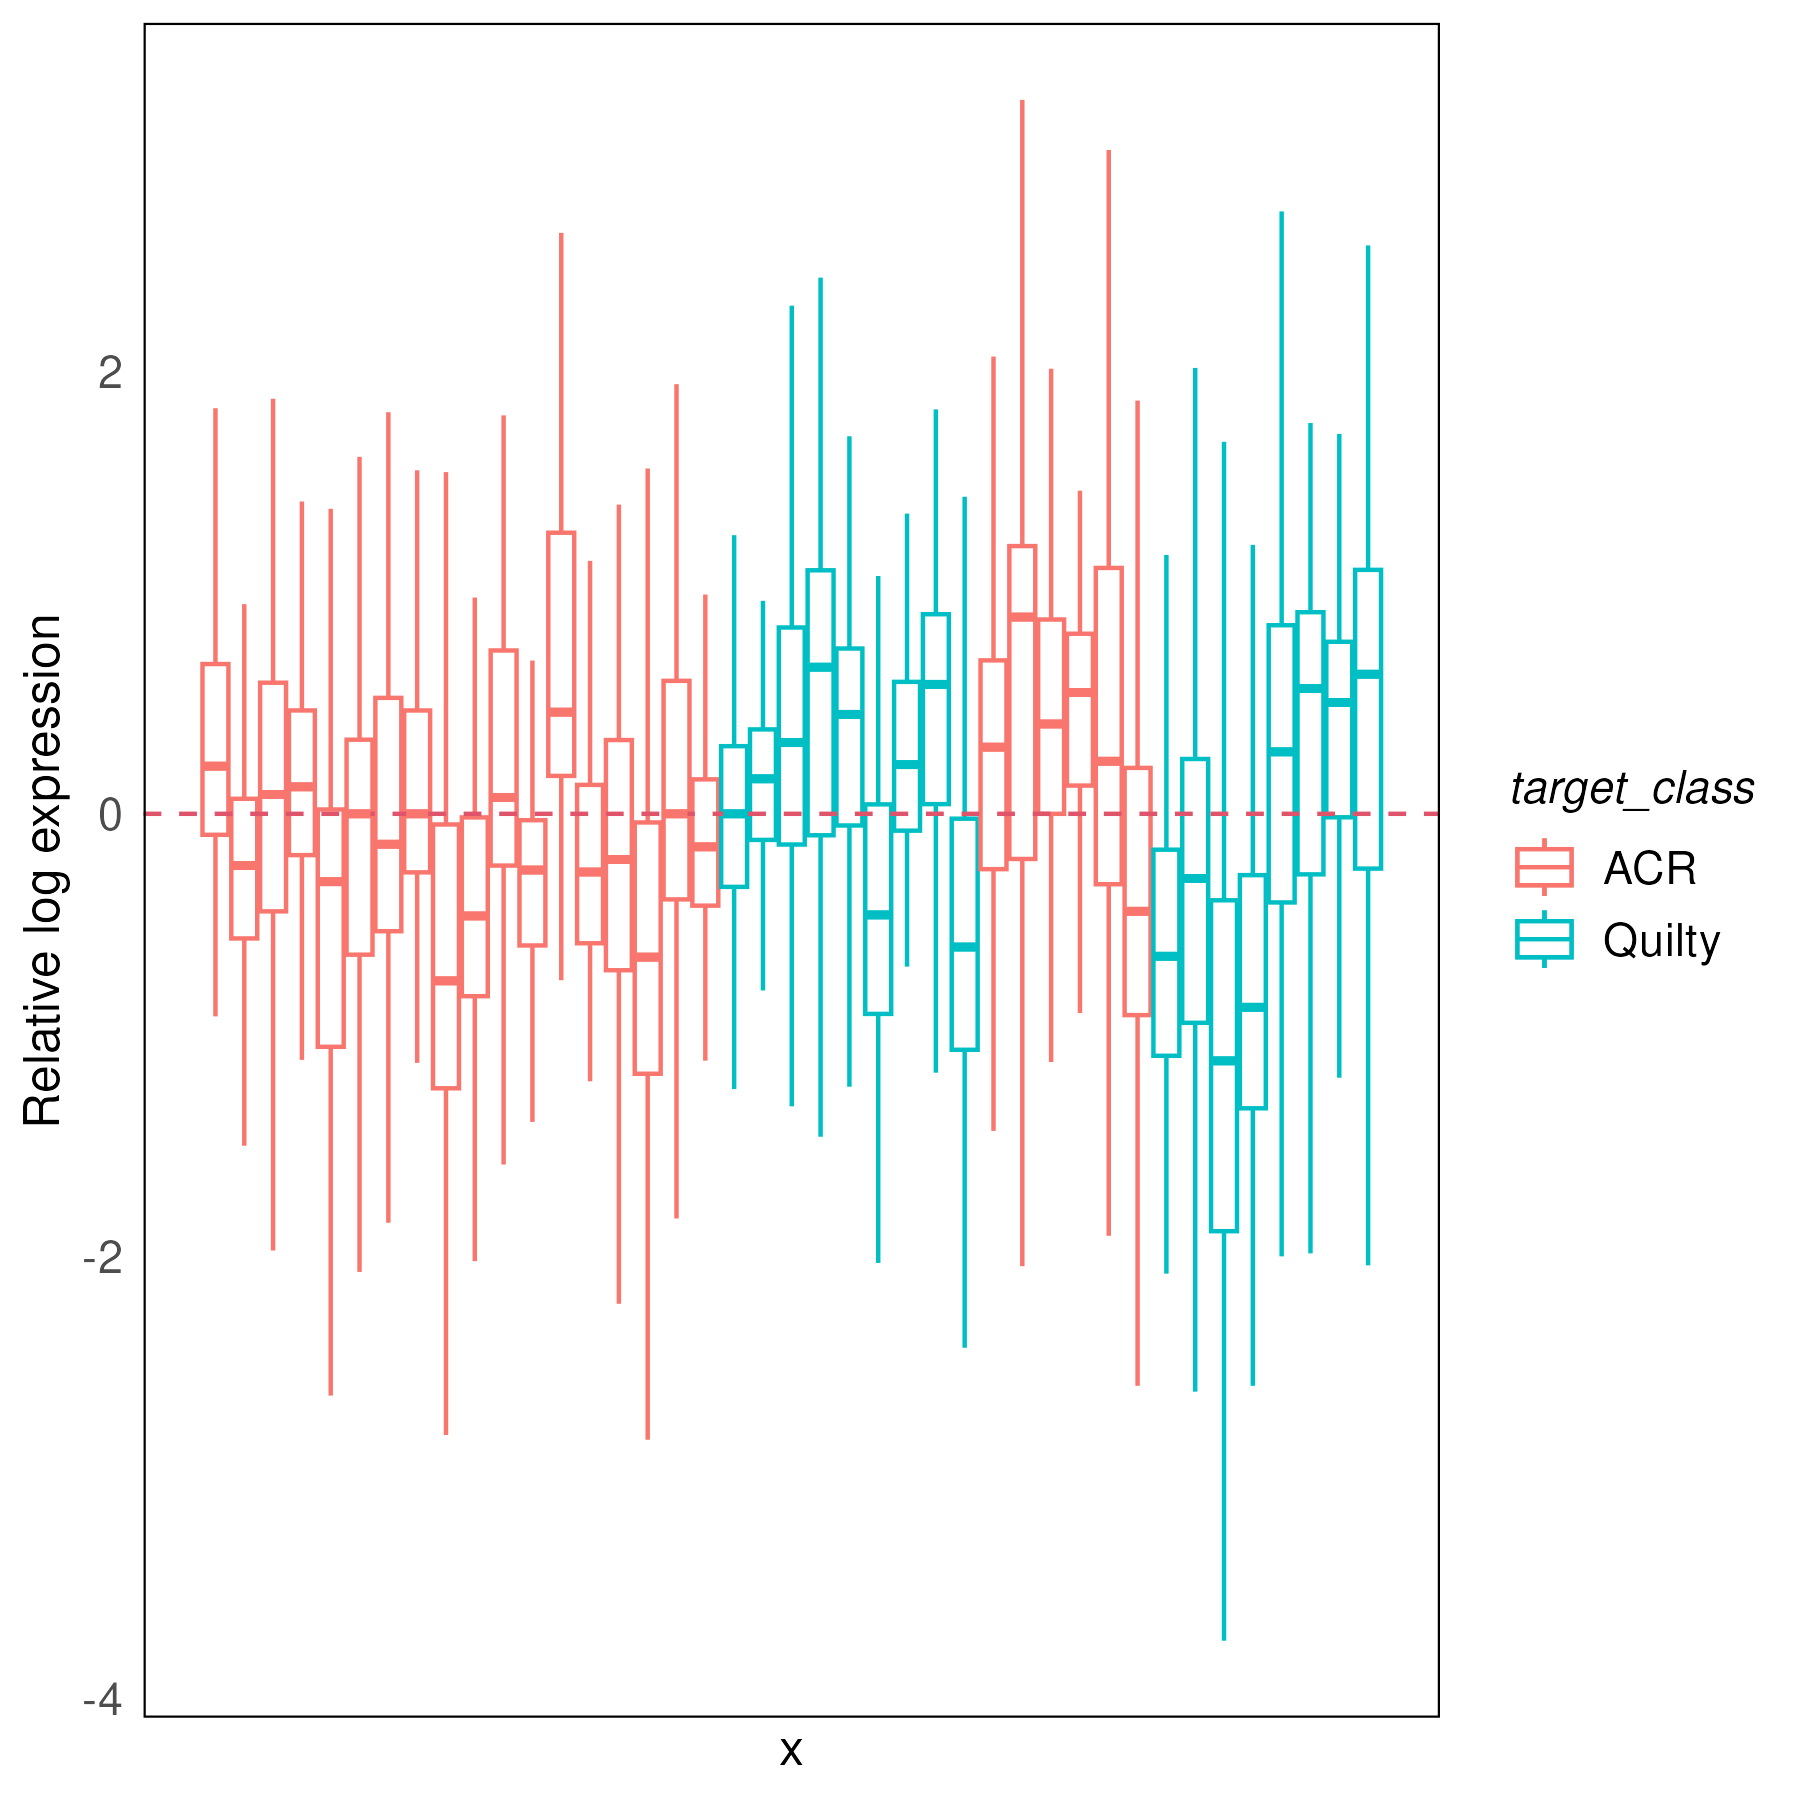 Relative log expression
2
0
-2
-4
x
target_class
ACR
Quilty